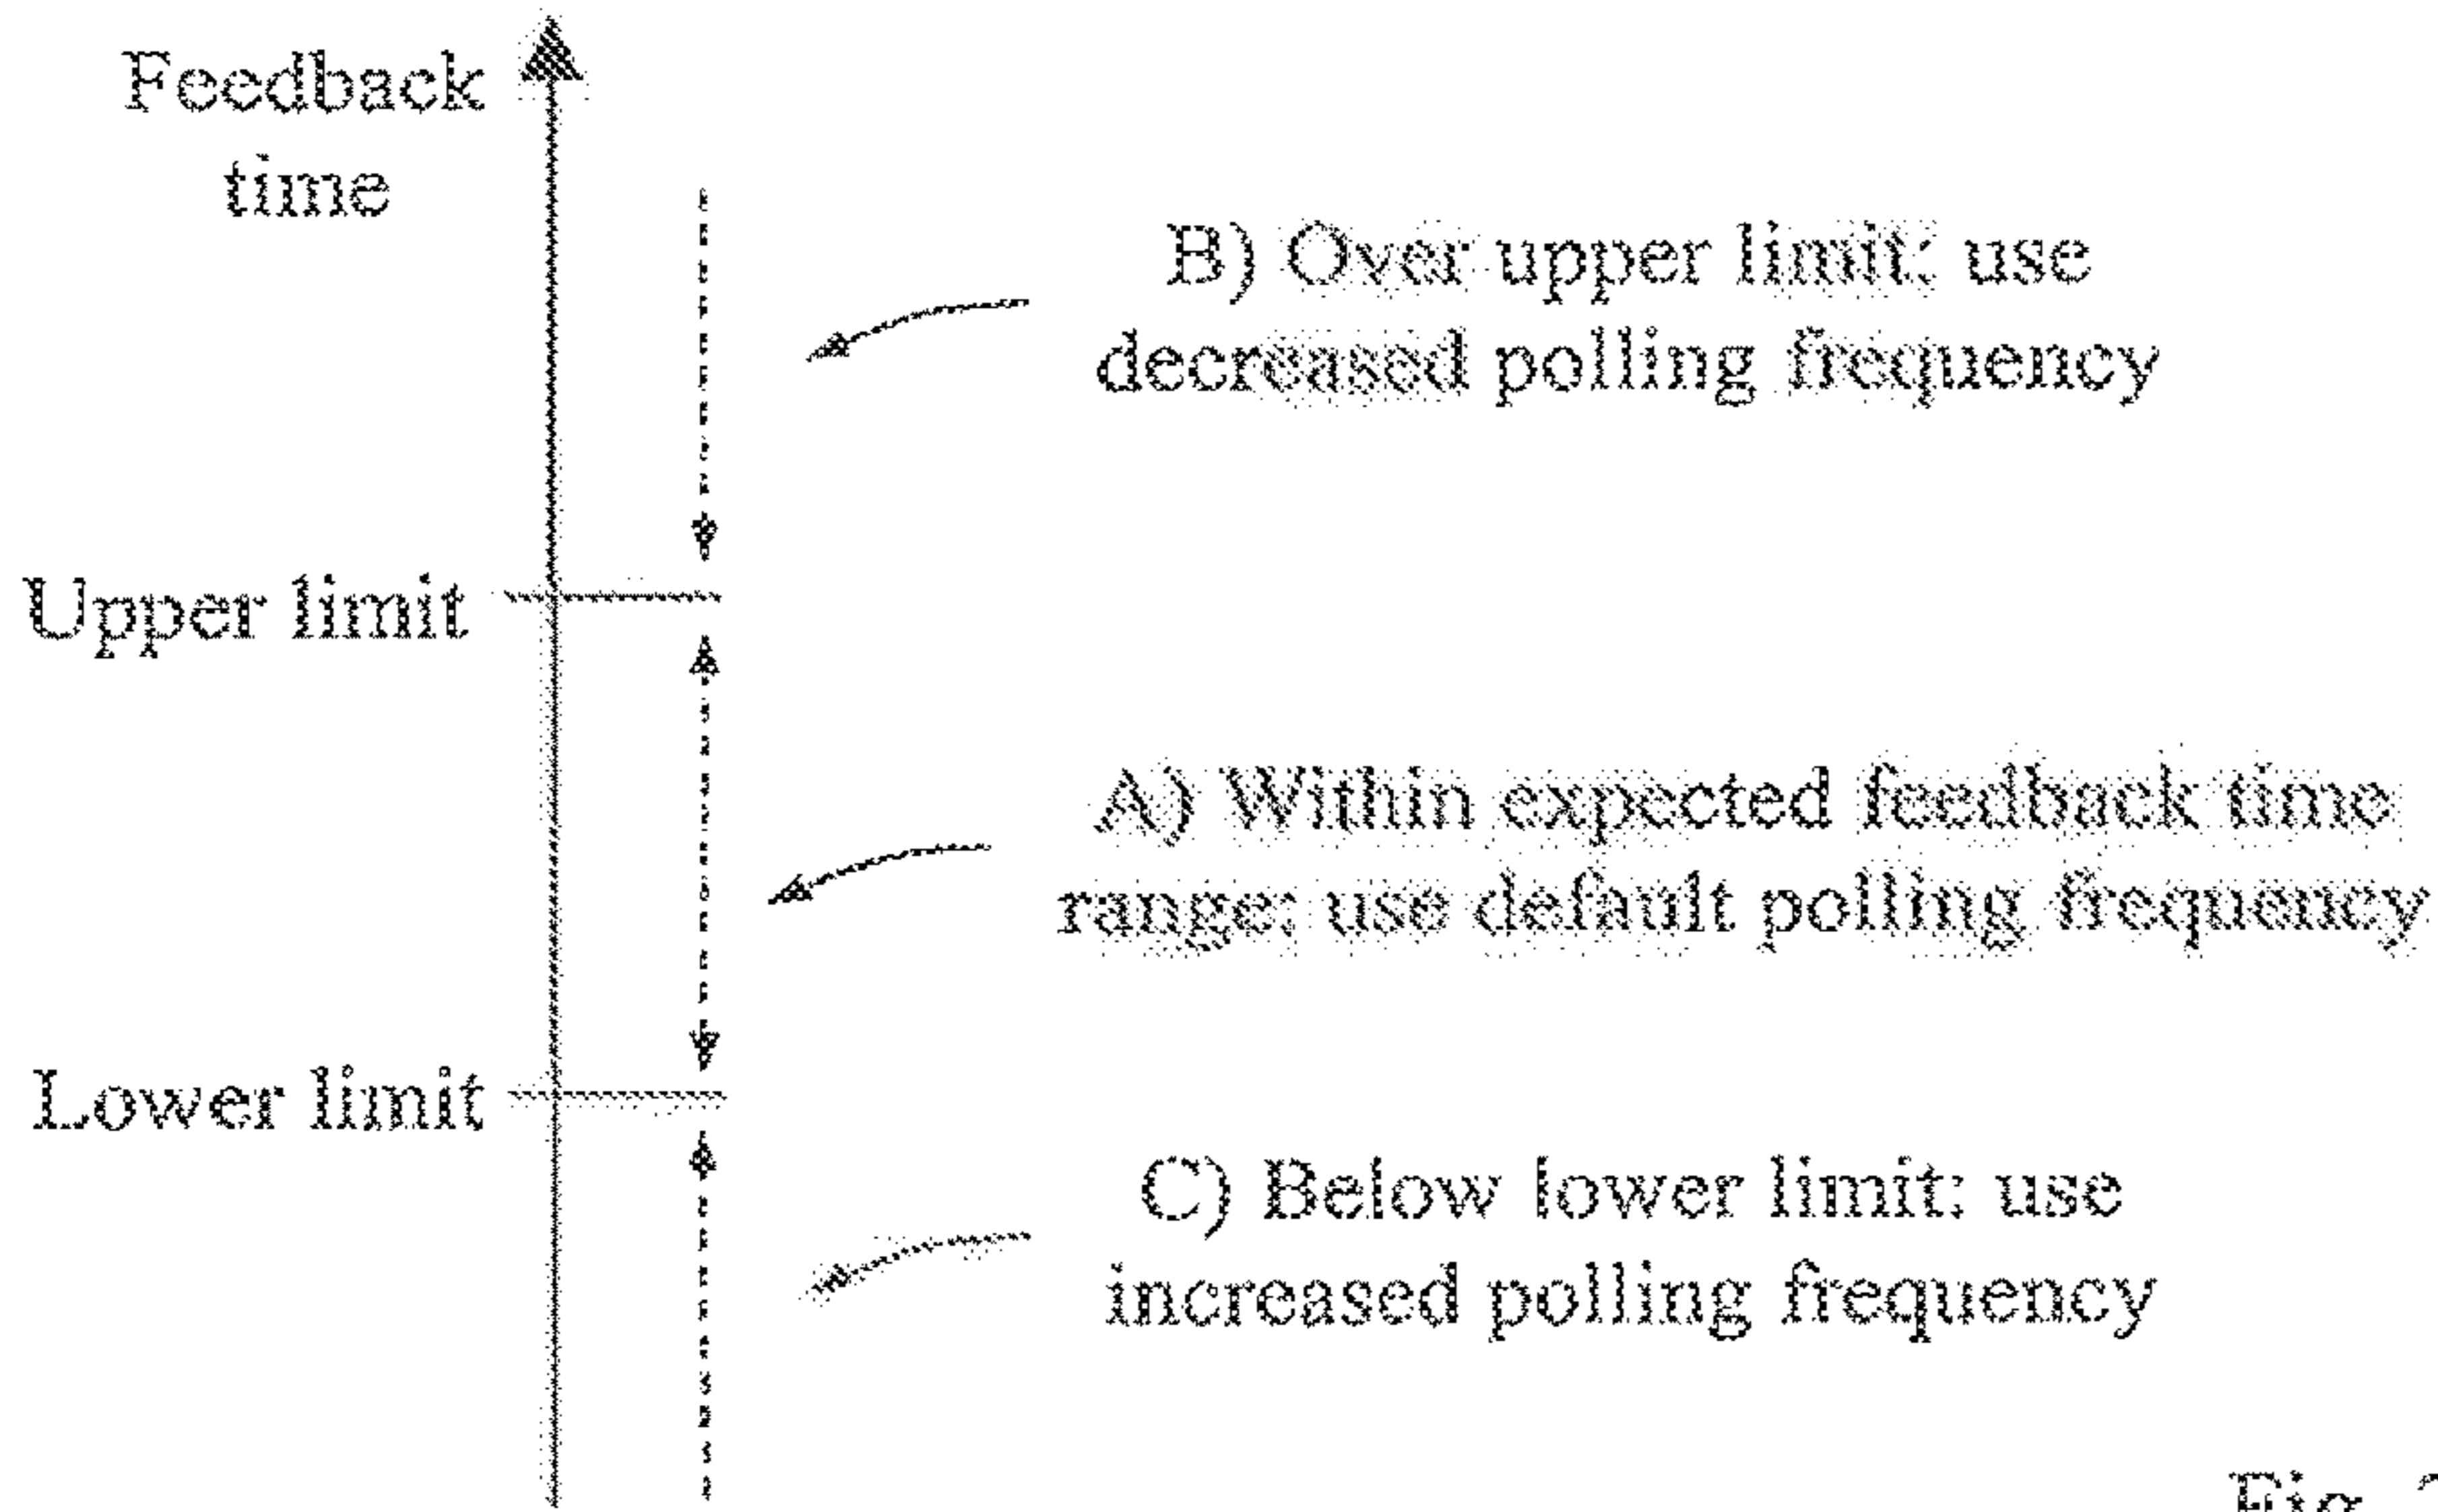 Feedback
time
B) Over upper limit: use
decreased polling frequency
Upper limit
A) Within expected feedback time
range: use default polling frequency
Lower limit
C) Below lower limit: use
increased polling frequency
Fig.